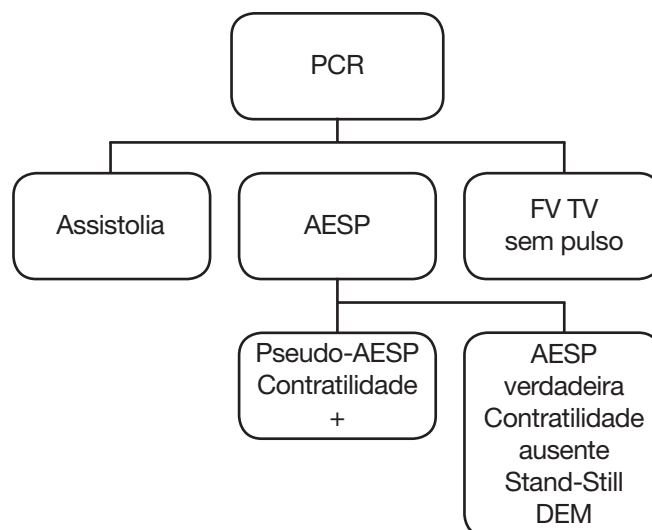 PCR
Assistolia
AESP
FV TV
sem pulso
Pseudo-AESP
Contratilidade
+
AESP
verdadeira
Contratilidade
ausente
Stand-Still
DEM